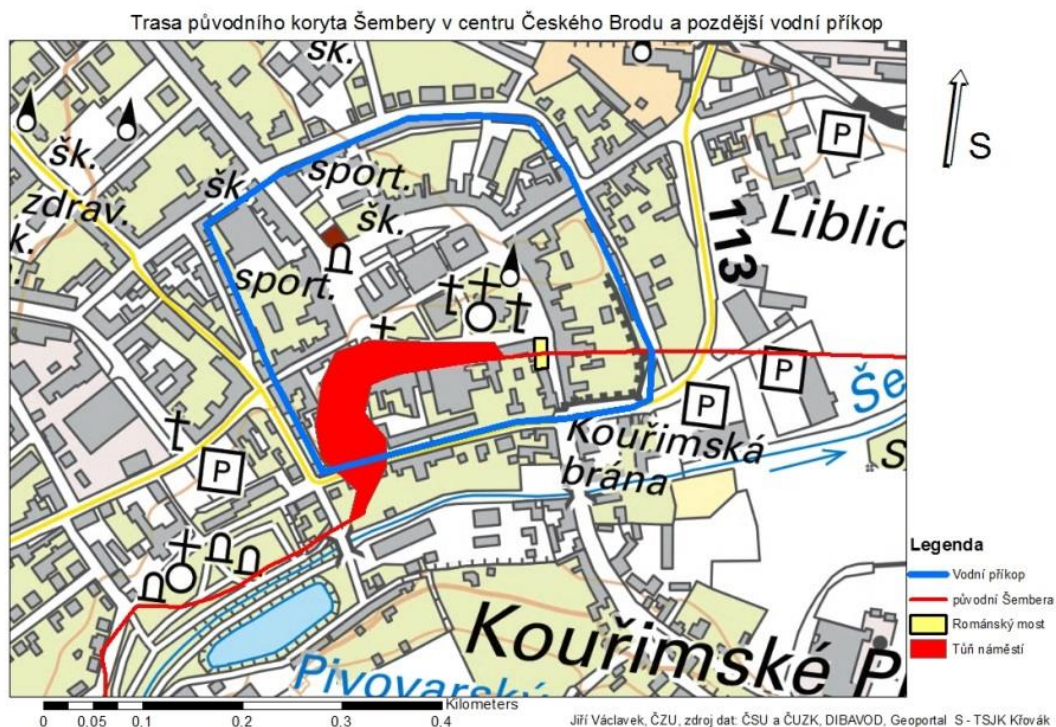 Trasa původního koryta Šembery v centru Českého Brodu a pozdější vodní příkop
šk.
S
P
šk.
šk.
sport.
zdrav.
šk.
šk.
k.
113
Liblic
sport.
P
P
Še
Kouřimská
brána
S
P
Legenda
Vodní příkop
původní Šembera
Románský most
Tůň náměstí
Kouřimské P
Pivovarský
Kilometers
0 0.05 0.1 0.2 0.3 0.4
Jiří Václavek, ČZU, zdroj dat: ČSU a ČUZK, DIBAVOD, Geoportal S - TSJK Křovák